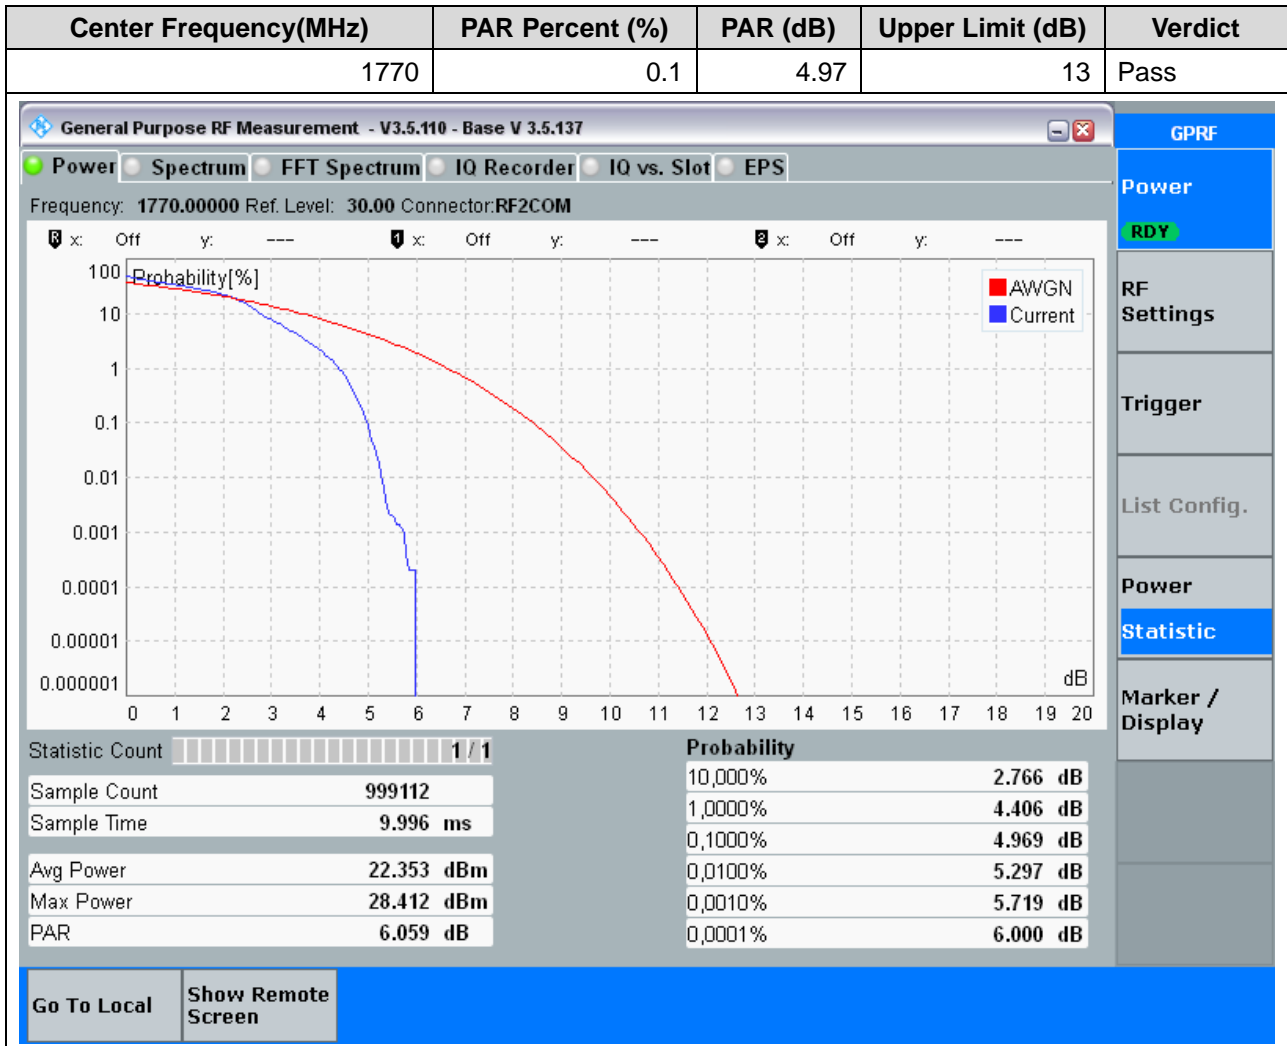 Center Frequency(MHz) PAR Percent (%) PAR (dB) Upper Limit (dB) Verdict
1770 0.1 4.97 13 Pass
General Purpose RF Measurement - V3.5.110 - Base V 3.5.137
GPRF
Power Spectrum FFT Spectrum IQ Recorder IQ vs. Slot EPS
Frequency: 1770.00000 Ref. Level: 30.00 Connector:RF2COM
Power
RDY
R x: Off y: --- 1 x: Off y: --- 2 x: Off y: ---
RF
Settings
Trigger
List Config.
Power
Statistic
Marker /
Display
Probability[%]
AWGN
Current
100
10
1
0.1
0.01
0.001
0.0001
0.00001
0.000001
dB
0 1 2 3 4 5 6 7 8 9 10 11 12 13 14 15 16 17 18 19 20
Statistic Count 1 / 1
Sample Count 999112
Sample Time 9.996 ms
Avg Power 22.353 dBm
Max Power 28.412 dBm
PAR 6.059 dB
Probability
10,000% 2.766 dB
1,0000% 4.406 dB
0,1000% 4.969 dB
0,0100% 5.297 dB
0,0010% 5.719 dB
0,0001% 6.000 dB
Go To Local
Show Remote
Screen